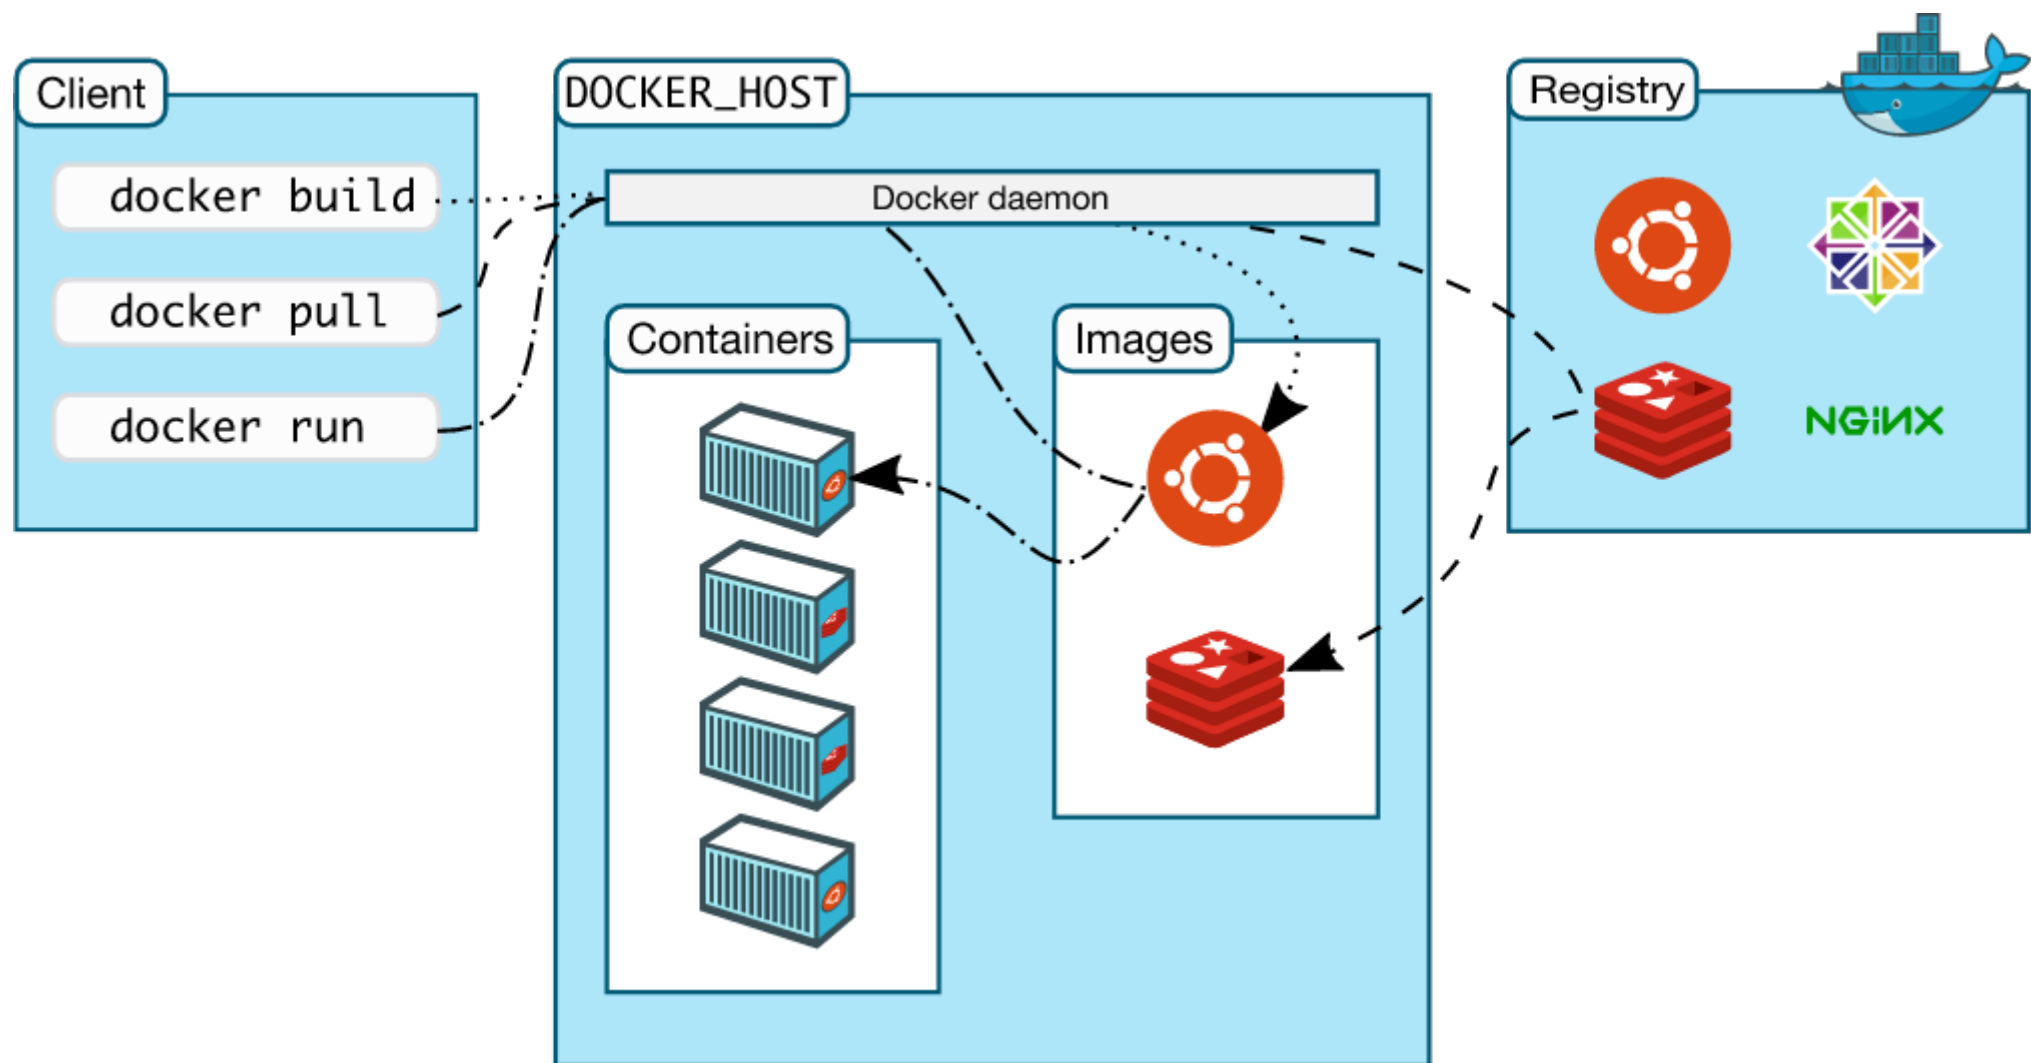 Client
docker build
docker pull
docker run
DOCKER_HOST
Docker daemon
Containers
Images
Registry
NGiNX